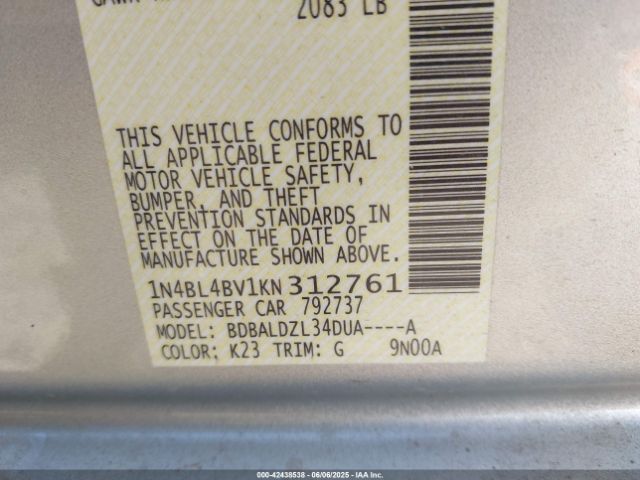 2083 LB
THIS VEHICLE CONFORMS TO
ALL APPLICABLE FEDERAL
MOTOR VEHICLE SAFETY,
BUMPER, AND THEFT
PREVENTION STANDARDS IN
EFFECT ON THE DATE OF
MANUFACTURE SHOWN ABOVE.
1N4BL4BV1KN312761
PASSENGER CAR 792737
MODEL: BDBALDZL34DUA----A
COLOR: K23 TRIM: G 9N00A
000-42438538 - 06/06/2025 - IAA Inc.